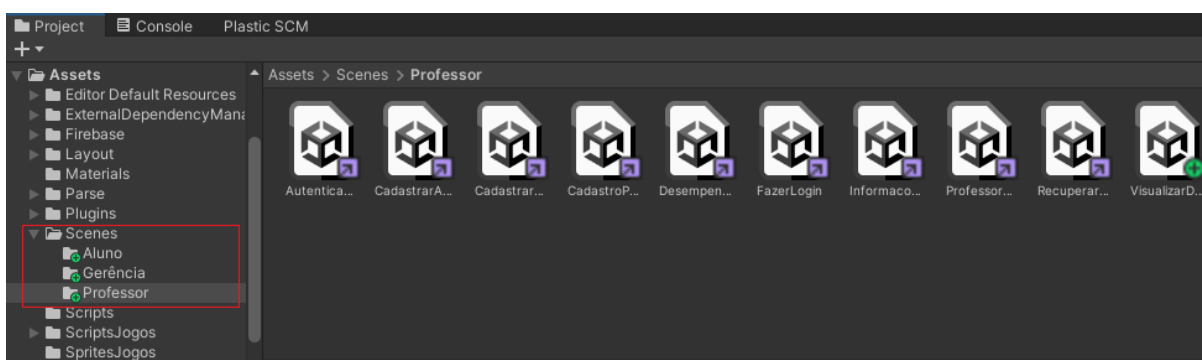 Project Console Plastic SCM
+
Assets
Editor Default Resources
ExternalDependencyMana
Firebase
Layout
Materials
Parse
Plugins
Scenes
Aluno
Gerência
Professor
Scripts
ScriptsJogos
SpritesJogos
Assets > Scenes > Professor
Autentica... CadastrarA... Cadastrar... CadastroP... Desempen... FazerLogin Informaco... Professor... Recuperar... VisualizarD...